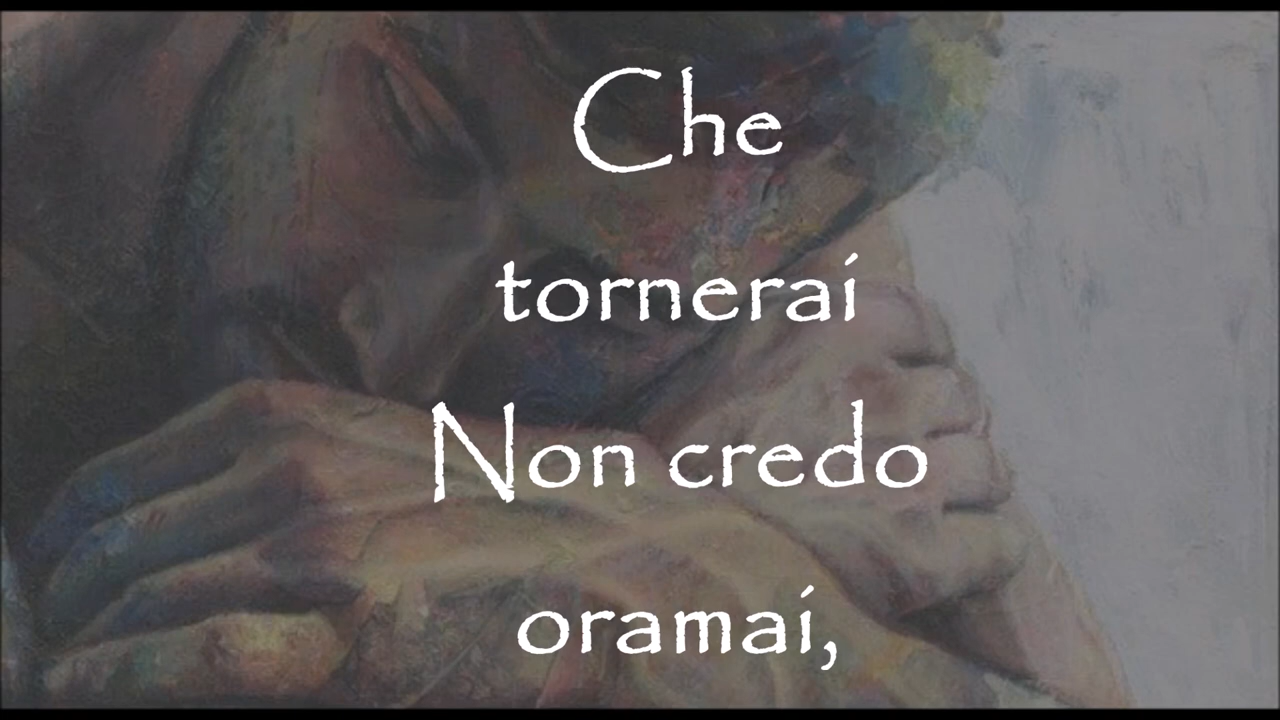 Che
tornerai
Non credo
oramai,